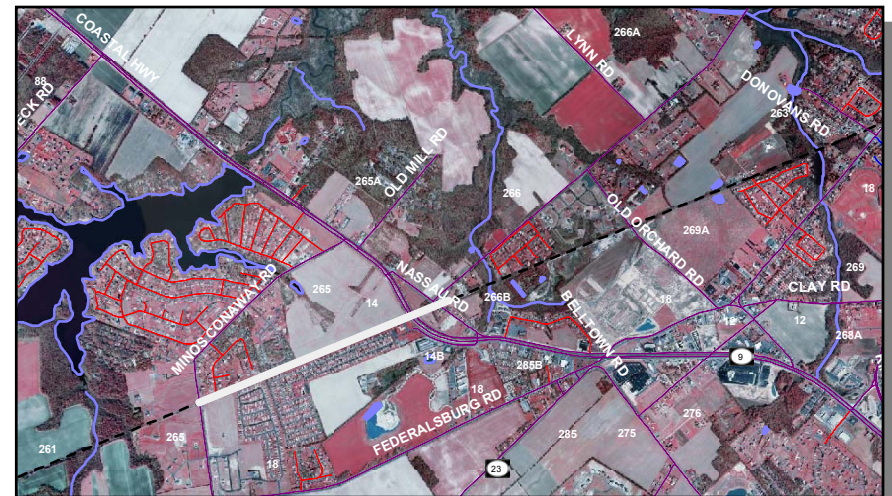 COASTAL HWY
88
ECK RD
LYNN RD
266A
DONOVANS RD
263
OLD MILL RD
265A
266
18
OLD ORCHARD RD
269A
269
MINOS CONAWAY RD
265
14
NASSAU RD
266B
18
CLAY RD
BELLTOWN RD
12
12
268A
14B
285B
9
18
FEDERALSBURG RD
276
265
261
18
285
275
23